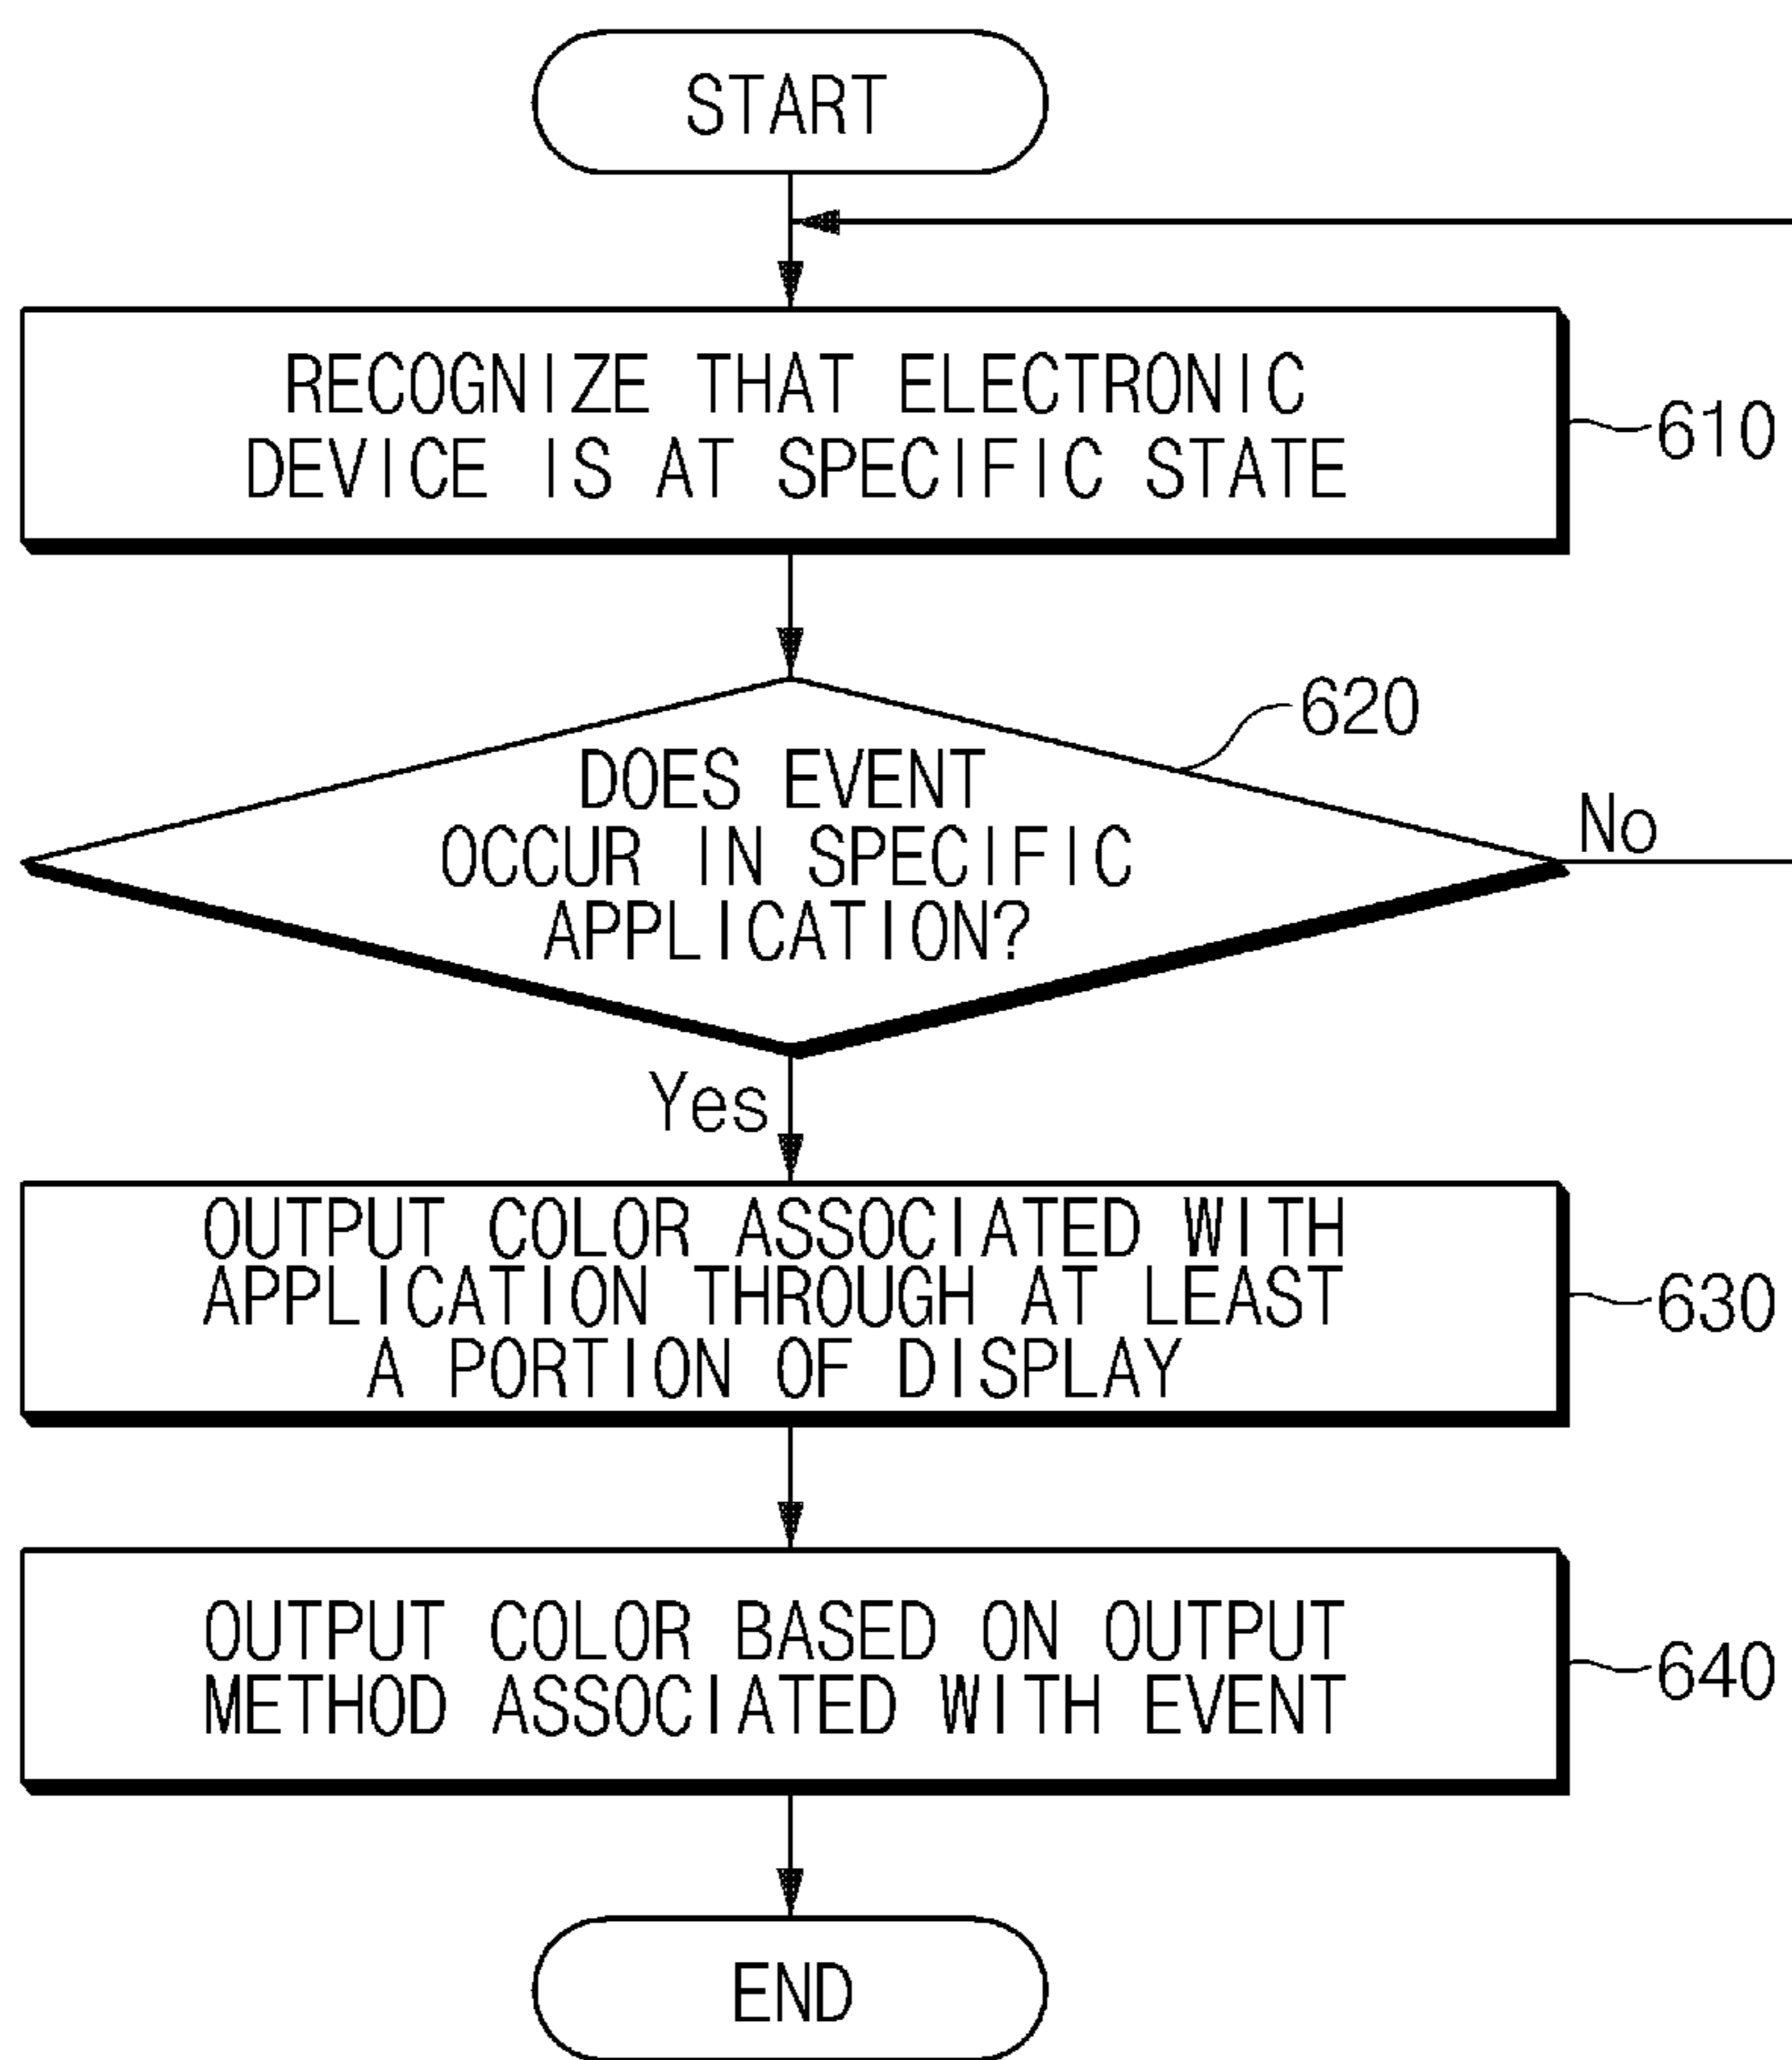 START
RECOGNIZE THAT ELECTRONIC
DEVICE IS AT SPECIFIC STATE
610
620
DOES EVENT
OCCUR IN SPECIFIC
APPLICATION?
No
Yes
OUTPUT COLOR ASSOCIATED WITH
APPLICATION THROUGH AT LEAST
A PORTION OF DISPLAY
630
OUTPUT COLOR BASED ON OUTPUT
METHOD ASSOCIATED WITH EVENT
640
END